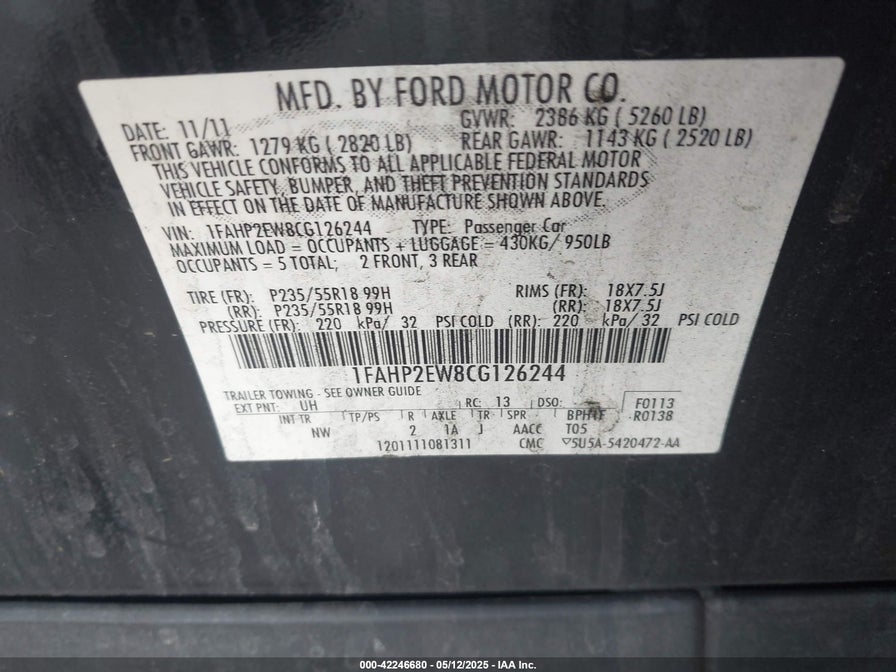 MFD. BY FORD MOTOR CO.
DATE: 11/11 GVWR: 2386 KG ( 5260 LB)
FRONT GAWR: 1279 KG ( 2820 LB) REAR GAWR: 1143 KG ( 2520 LB)
THIS VEHICLE CONFORMS TO ALL APPLICABLE FEDERAL MOTOR
VEHICLE SAFETY, BUMPER, AND THEFT PREVENTION STANDARDS
IN EFFECT ON THE DATE OF MANUFACTURE SHOWN ABOVE.
VIN: 1FAHP2EW8CG126244 TYPE: Passenger Car
MAXIMUM LOAD = OCCUPANTS + LUGGAGE = 430KG/ 950LB
OCCUPANTS = 5 TOTAL; 2 FRONT, 3 REAR
TIRE (FR): P235/55R18 99H RIMS (FR): 18X7.5J
(RR): P235/55R18 99H (RR): 18X7.5J
PRESSURE (FR): 220 kPa/ 32 PSI COLD (RR): 220 kPa/ 32 PSI COLD
1FAHP2EW8CG126244
TRAILER TOWING - SEE OWNER GUIDE
EXT PNT: UH RC: 13 DSO: F0113
INT TR TP/PS R AXLE TR SPR R0138
NW 2 1A J T05
1201111081311 CMC 5U5A-5420472-AA
000-42246680 - 05/12/2025 - IAA Inc.